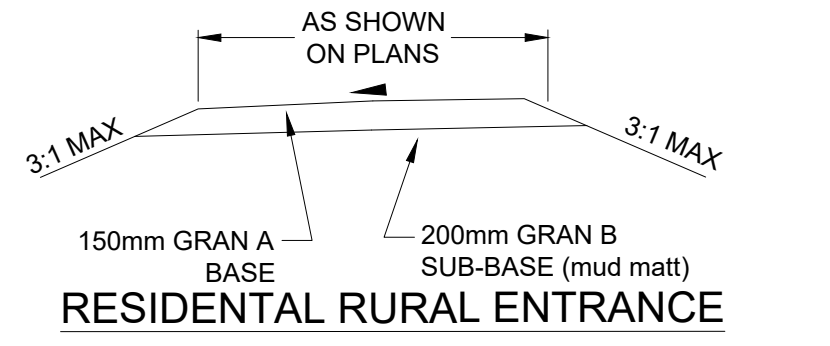 AS SHOWN
ON PLANS
3:1 MAX
3:1 MAX
150mm GRAN A
BASE
200mm GRAN B
SUB-BASE (mud matt)
RESIDENTAL RURAL ENTRANCE